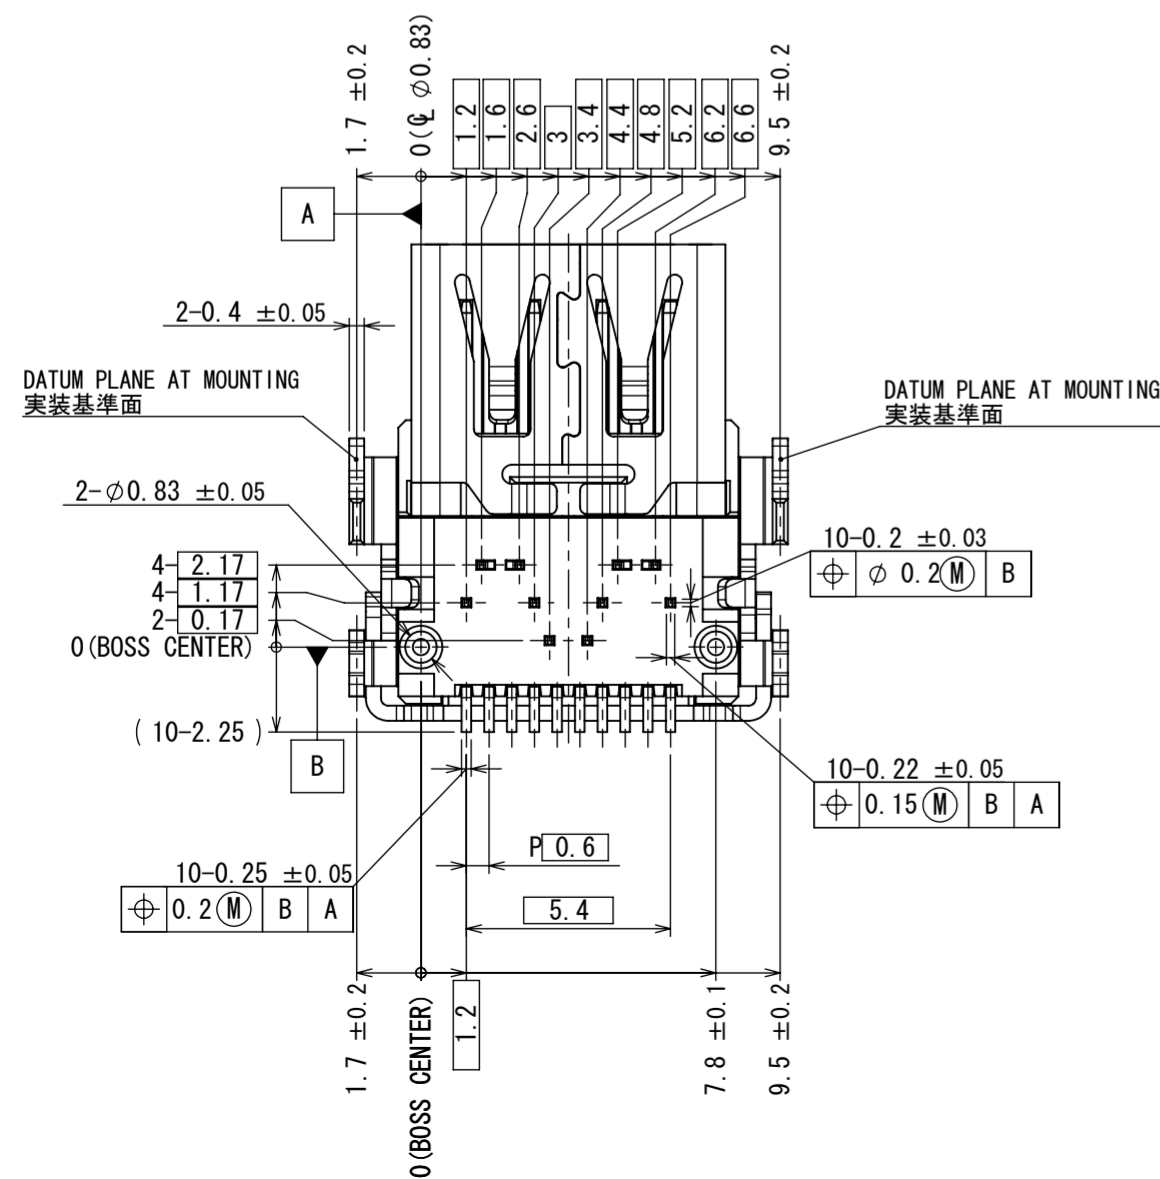 1.7 ±0.2
0(℄ ⌀0.83)
1.2
1.6
2.6
3
3.4
4.4
4.8
5.2
6.2
6.6
9.5 ±0.2
A
2-0.4 ±0.05
DATUM PLANE AT MOUNTING
実装基準面
DATUM PLANE AT MOUNTING
実装基準面
2-⌀0.83 ±0.05
10-0.2 ±0.03
⌖ ⌀ 0.2Ⓜ B
4- 2.17
4- 1.17
2- 0.17
0(BOSS CENTER)
( 10-2.25 )
B
10-0.22 ±0.05
⌖ 0.15Ⓜ B A
P 0.6
10-0.25 ±0.05
⌖ 0.2Ⓜ B A
5.4
1.7 ±0.2
0(BOSS CENTER)
1.2
7.8 ±0.1
9.5 ±0.2